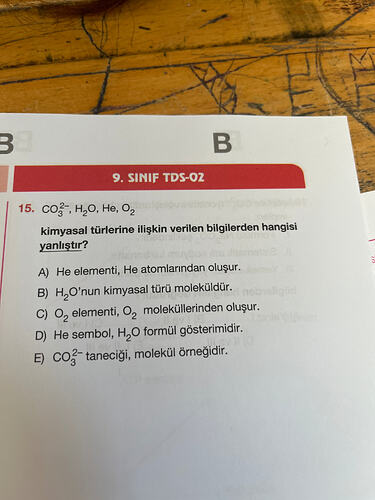 B
B
9. SINIF TDS-02
15. CO₃²⁻, H₂O, He, O₂
kimyasal türlerine ilişkin verilen bilgilerden hangisi
yanlıştır?
A) He elementi, He atomlarından oluşur.
B) H₂O'nun kimyasal türü moleküldür.
C) O₂ elementi, O₂ moleküllerinden oluşur.
D) He sembol, H₂O formül gösterimidir.
E) CO₃²⁻ taneciği, molekül örneğidir.